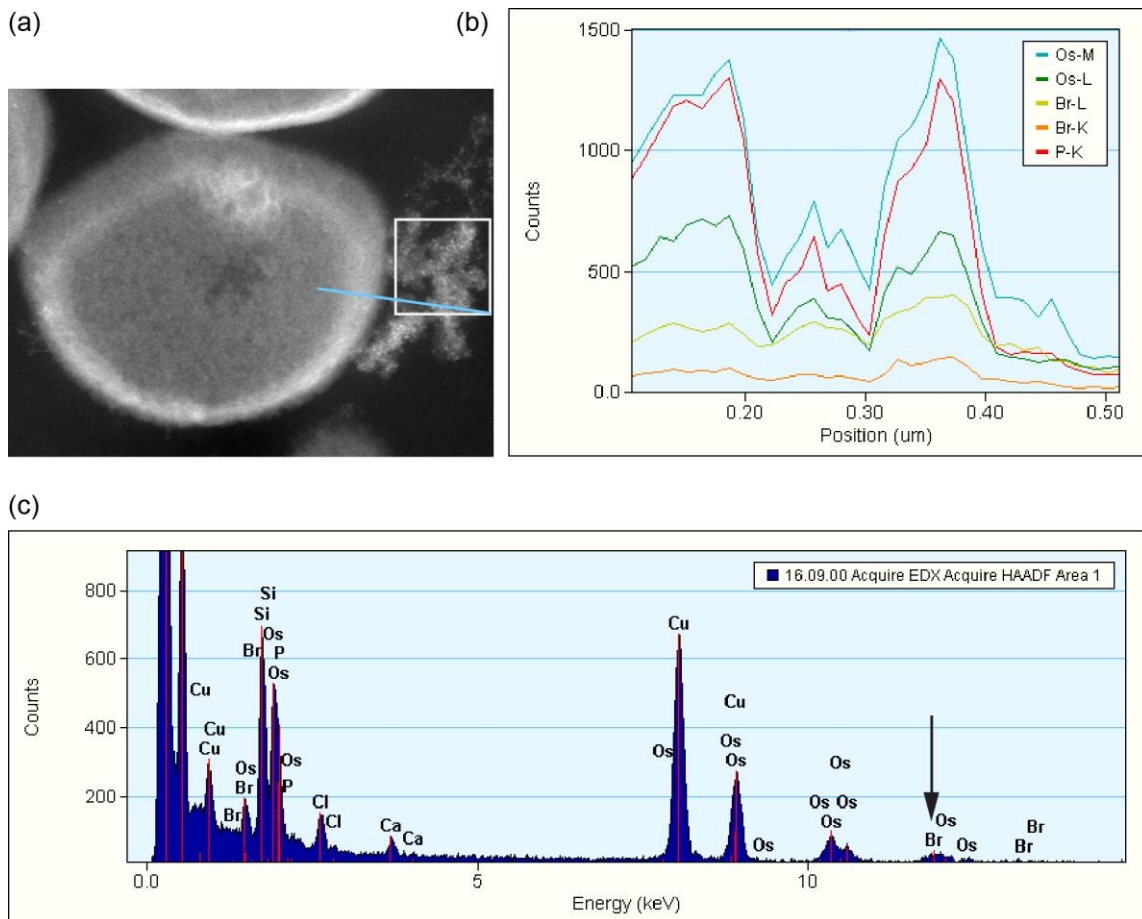 (a)
(b)
1500
1000
500
0.0
Counts
0.20
0.30
0.40
0.50
Position (um)
Os-M
Os-L
Br-L
Br-K
P-K
(c)
Counts
800
600
400
200
16.09.00 Acquire EDX Acquire HAADF Area 1
Si
Si
Br
Os
P
Os
Cu
Cu
Cu
Os
Br
Br
Os
P
Cl
Cl
Ca
Ca
Cu
Os
Cu
Os
Os
Os
Os
Os Os
Os
Br
Os
Os
Br
Br
0.0
5
10
Energy (keV)